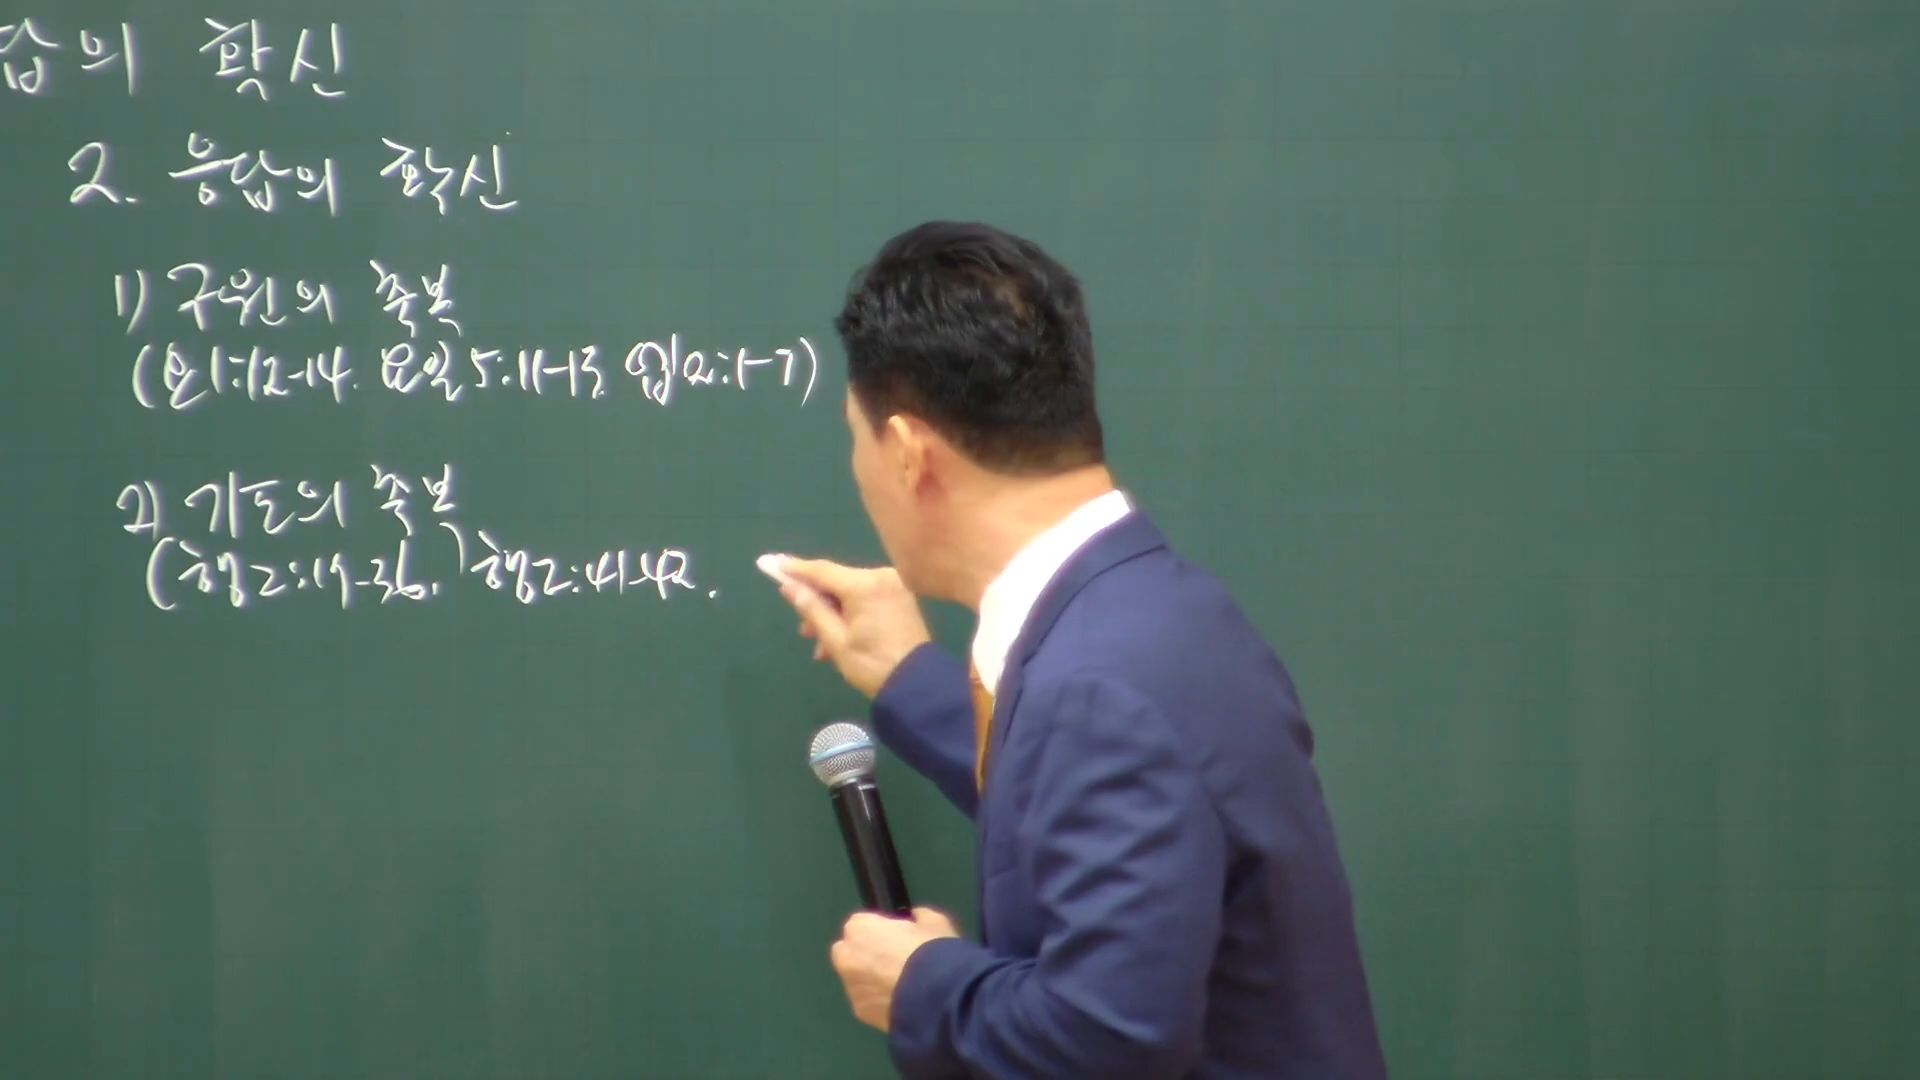 답의 확신
2. 응답의 확신
1) 구원의 축복
(요1:12-14. 요일5:11-13 엡2:1-7)
2) 기도의 축복
(행2:14-36.) 행2:41-42.